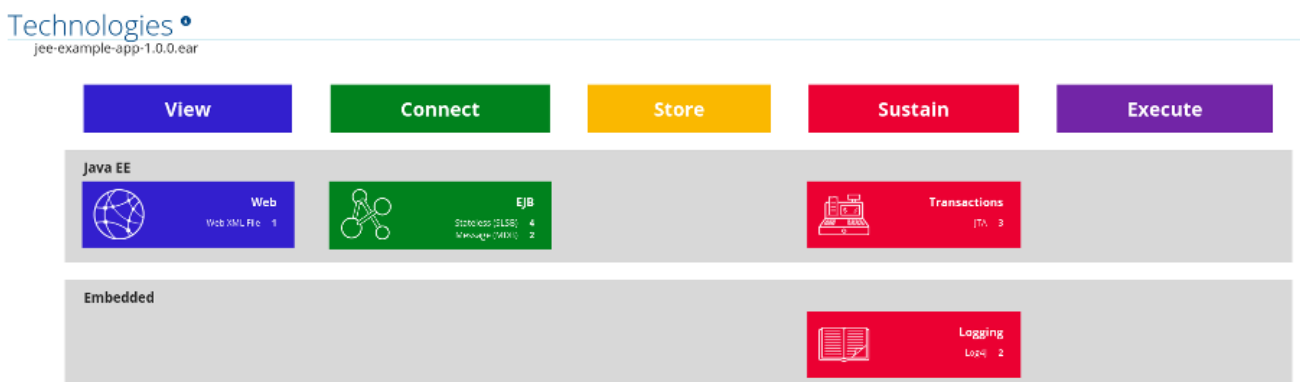 Technologies
jee-example-app-1.0.0.ear
View Connect Store Sustain Execute
Java EE
Web
Web XML File 1
EJB
Stateless (SLSB) 4
Message (MDB) 2
Transactions
JTA 3
Embedded
Logging
Log4J 2